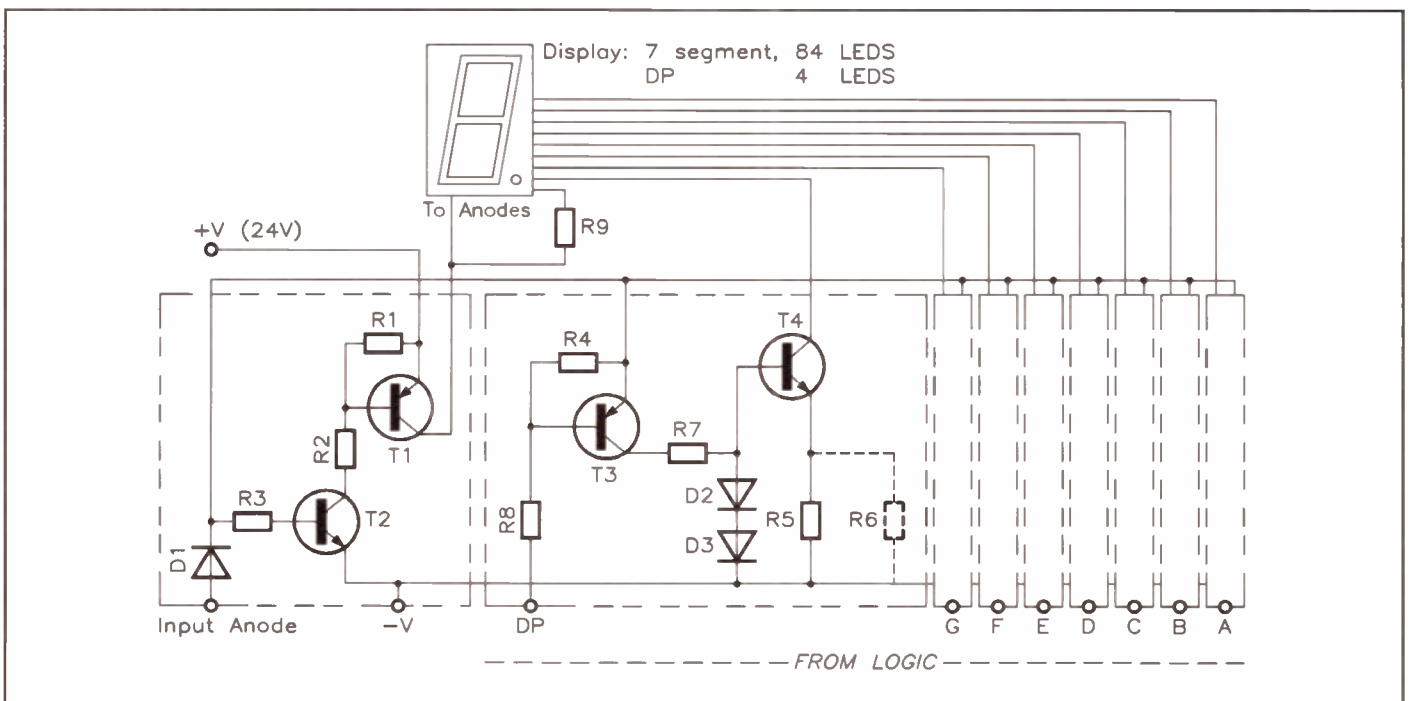 Display: 7 segment, 84 LEDS
DP 4 LEDS
To Anodes
R9
+V (24V)
R1
R4
T4
R2
T1
T3
R7
R3
T2
D1
R8
D2
D3
R5
R6
Input Anode
-V
DP
G F E D C B A
FROM LOGIC